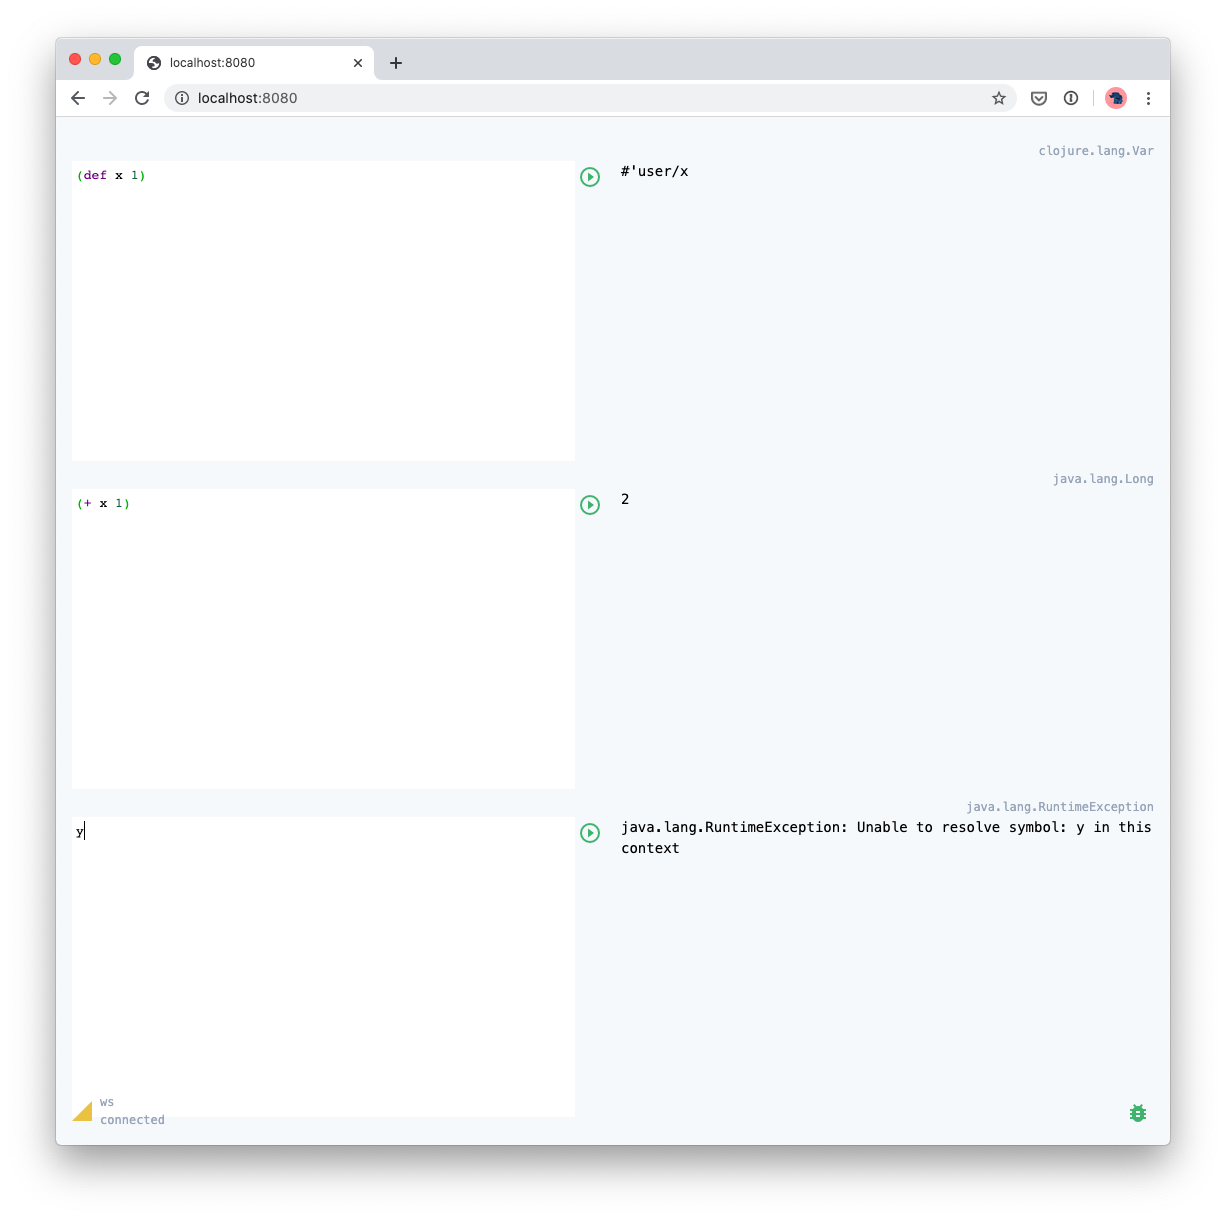 localhost:8080
localhost:8080
clojure.lang.Var
(def x 1)
#'user/x
java.lang.Long
(+ x 1)
2
java.lang.RuntimeException
y
java.lang.RuntimeException: Unable to resolve symbol: y in this
context
ws
connected